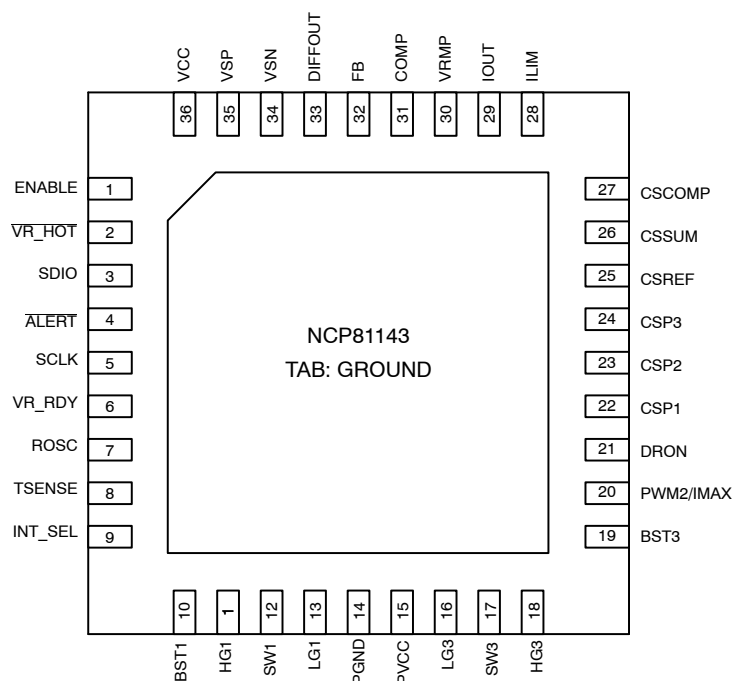 VCC
VSP
VSN
DIFFOUT
FB
COMP
VRMP
IOUT
ILIM
36
35
34
33
32
31
30
29
28
ENABLE 1
VR_HOT 2
SDIO 3
ALERT 4
SCLK 5
VR_RDY 6
ROSC 7
TSENSE 8
INT_SEL 9
NCP81143
TAB: GROUND
27 CSCOMP
26 CSSUM
25 CSREF
24 CSP3
23 CSP2
22 CSP1
21 DRON
20 PWM2/IMAX
19 BST3
10
1
12
13
14
15
16
17
18
BST1
HG1
SW1
LG1
PGND
PVCC
LG3
SW3
HG3